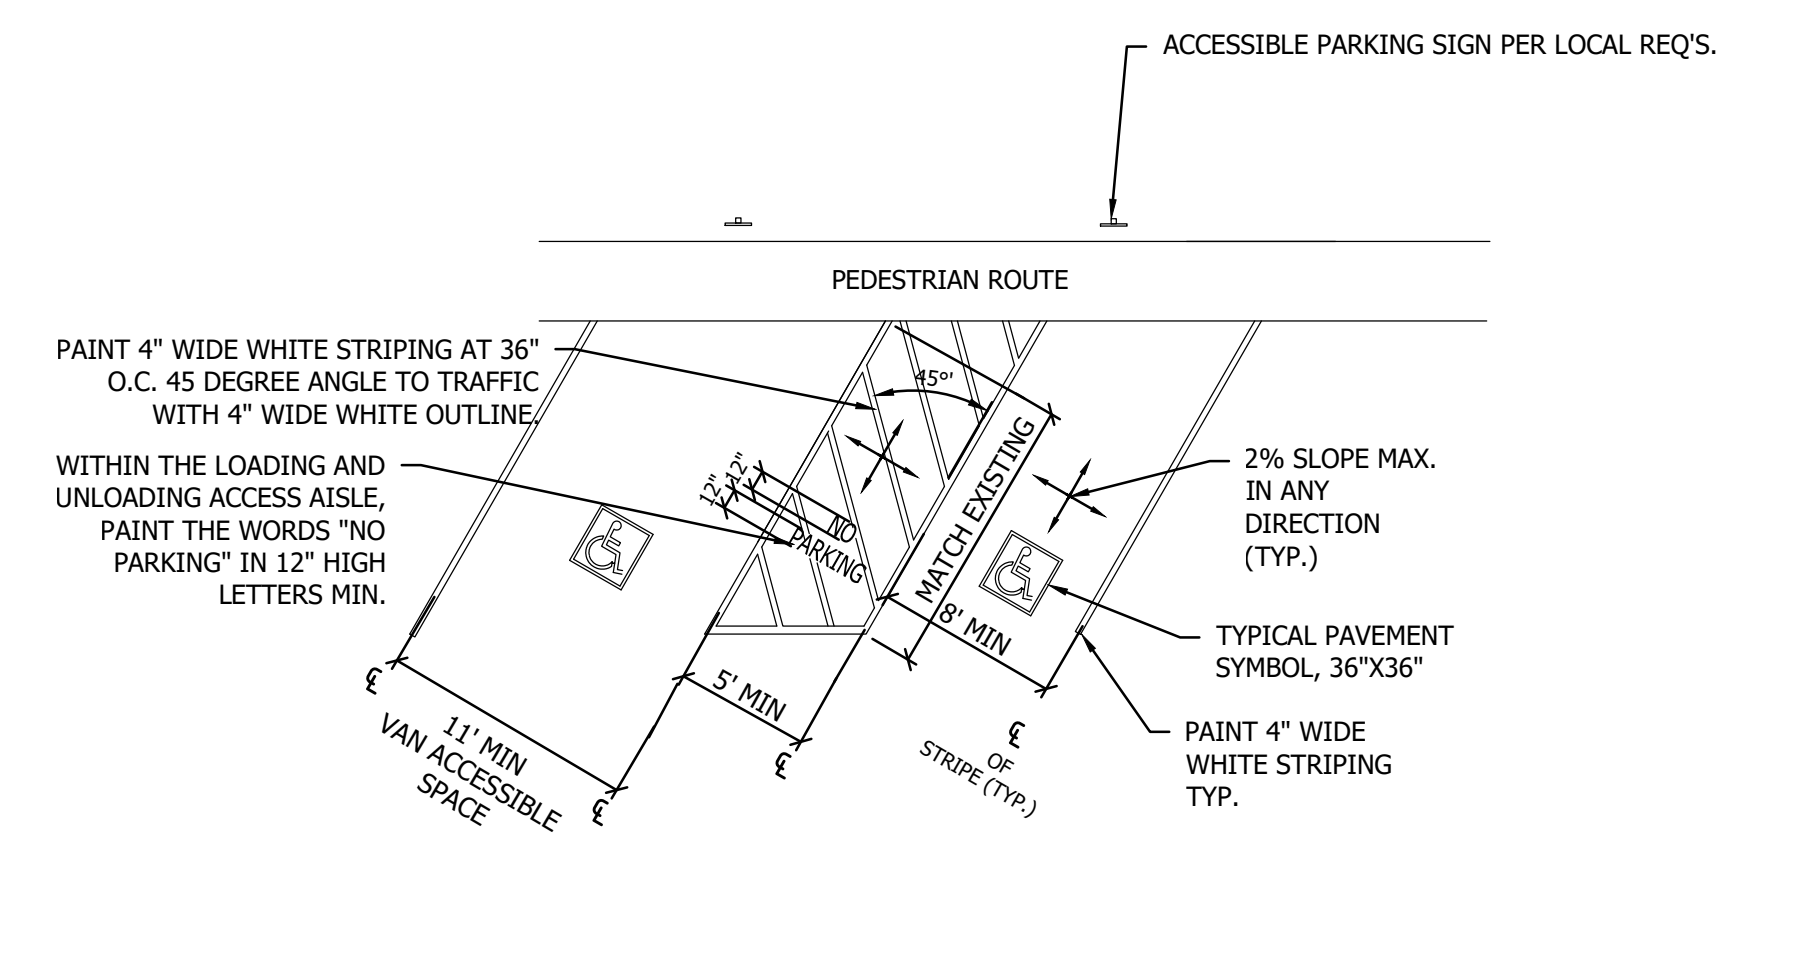 ACCESSIBLE PARKING SIGN PER LOCAL REQ'S.
PEDESTRIAN ROUTE
PAINT 4" WIDE WHITE STRIPING AT 36"
O.C. 45 DEGREE ANGLE TO TRAFFIC
WITH 4" WIDE WHITE OUTLINE.
45°'
WITHIN THE LOADING AND
UNLOADING ACCESS AISLE,
PAINT THE WORDS "NO
PARKING" IN 12" HIGH
LETTERS MIN.
12"
12"
NO
PARKING
MATCH EXISTING
2% SLOPE MAX.
IN ANY
DIRECTION
(TYP.)
8' MIN
TYPICAL PAVEMENT
SYMBOL, 36"X36"
5' MIN
℄
11' MIN
VAN ACCESSIBLE
SPACE
℄
℄
℄
OF
STRIPE (TYP.)
PAINT 4" WIDE
WHITE STRIPING
TYP.